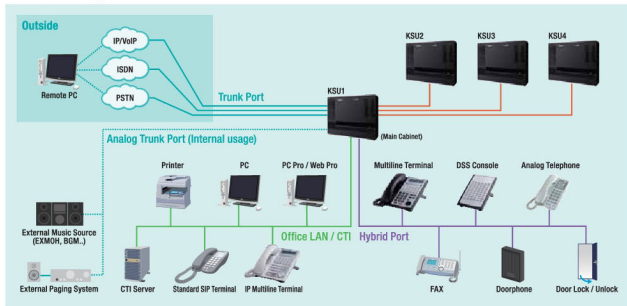 Outside
IP/VoIP
ISDN
PSTN
Remote PC
Trunk Port
KSU1
(Main Cabinet)
KSU2
KSU3
KSU4
Analog Trunk Port (Internal usage)
External Music Source
(EXMOH, BGM..)
External Paging System
Printer
PC
PC Pro / Web Pro
Multiline Terminal
DSS Console
Analog Telephone
Office LAN / CTI
Hybrid Port
CTI Server
Standard SIP Terminal
IP Multiline Terminal
FAX
Doorphone
Door Lock / Unlock